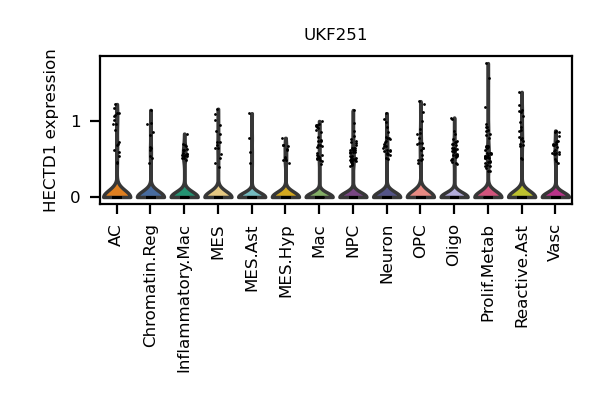 UKF251
HECTD1 expression
1
0
AC
Chromatin.Reg
Inflammatory.Mac
MES
MES.Ast
MES.Hyp
Mac
NPC
Neuron
OPC
Oligo
Prolif.Metab
Reactive.Ast
Vasc